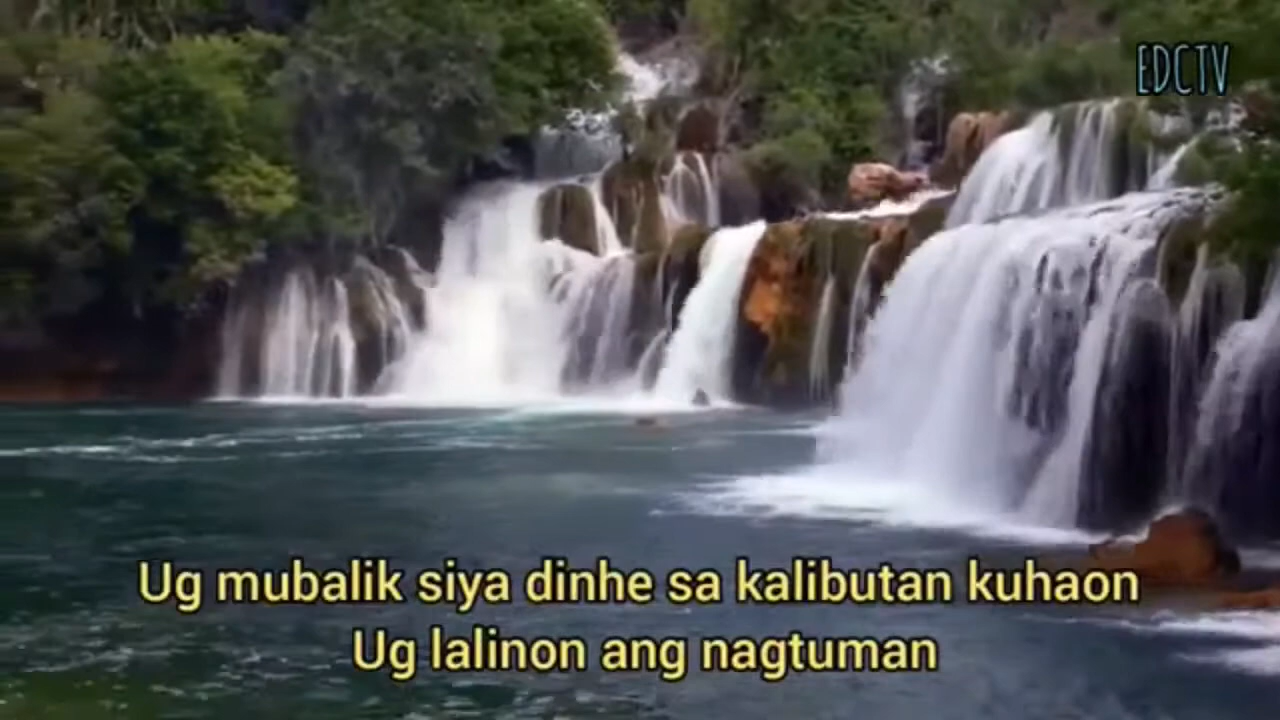 EDCTV
Ug mubalik siya dinhe sa kalibutan kuhaon
Ug lalinon ang nagtuman